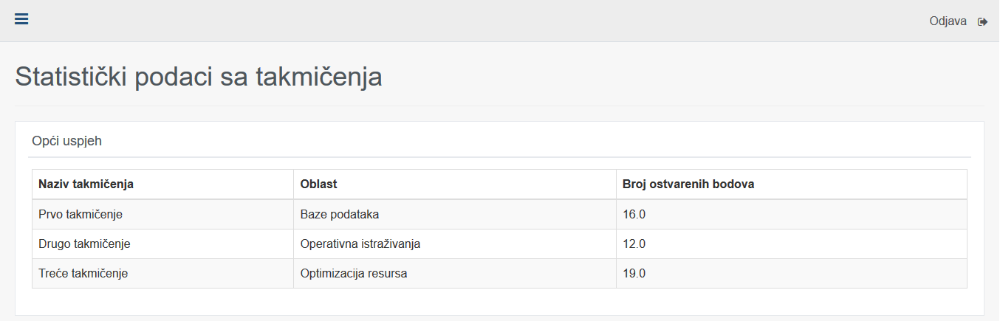 Odjava
Statistički podaci sa takmičenja
Opći uspjeh
Naziv takmičenja Oblast Broj ostvarenih bodova
Prvo takmičenje Baze podataka 16.0
Drugo takmičenje Operativna istraživanja 12.0
Treće takmičenje Optimizacija resursa 19.0